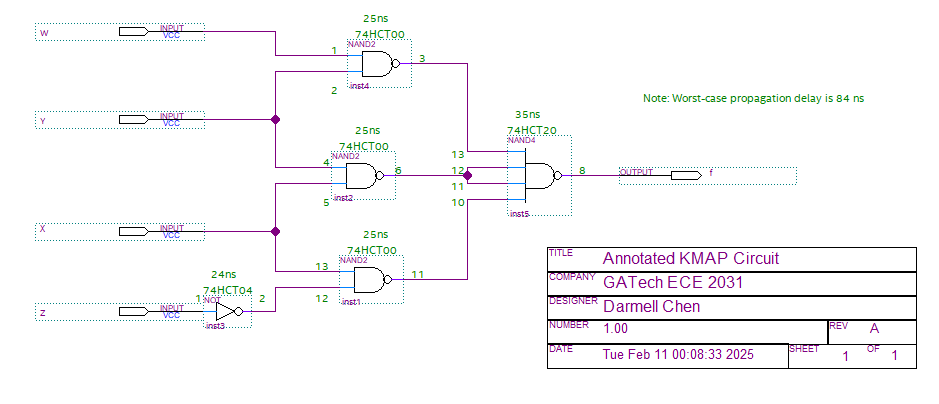 25ns
74HCT00
NAND2
W
INPUT
VCC
1
3
2
inst4
Note: Worst-case propagation delay is 84 ns
35ns
74HCT20
NAND4
Y
INPUT
VCC
25ns
74HCT00
NAND2
4
6
5
inst2
13
12
11
10
8
inst5
OUTPUT
f
X
INPUT
VCC
25ns
74HCT00
NAND2
13
11
12
inst1
24ns
74HCT04
NOT
Z
INPUT
VCC
1
2
inst3
TITLE Annotated KMAP Circuit
COMPANY GATech ECE 2031
DESIGNER Darmell Chen
NUMBER 1.00 REV A
DATE Tue Feb 11 00:08:33 2025 SHEET 1 OF 1